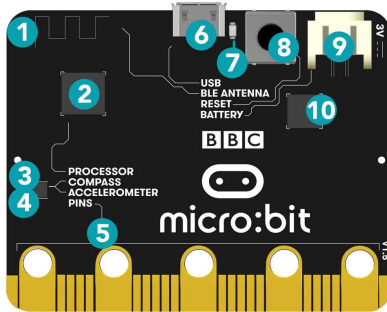 1
6
3V
7
8
9
2
USB
BLE ANTENNA
RESET
BATTERY
10
BBC
3
PROCESSOR
COMPASS
4
ACCELEROMETER
PINS
micro:bit
5
V1.5